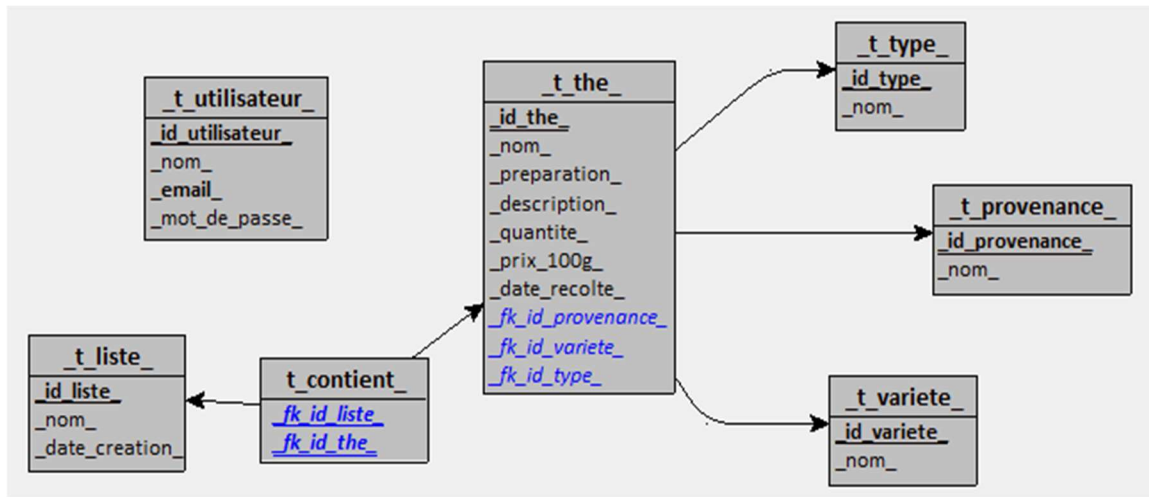 _t_utilisateur_
_id_utilisateur_
_nom_
_email_
_mot_de_passe_
_t_liste_
_id_liste_
_nom_
_date_creation_
t_contient_
_fk_id_liste_
_fk_id_the_
_t_the_
_id_the_
_nom_
_preparation_
_description_
_quantite_
_prix_100g_
_date_recolte_
_fk_id_provenance_
_fk_id_variete_
_fk_id_type_
_t_type_
_id_type_
_nom_
_t_provenance_
_id_provenance_
_nom_
_t_variete_
_id_variete_
_nom_